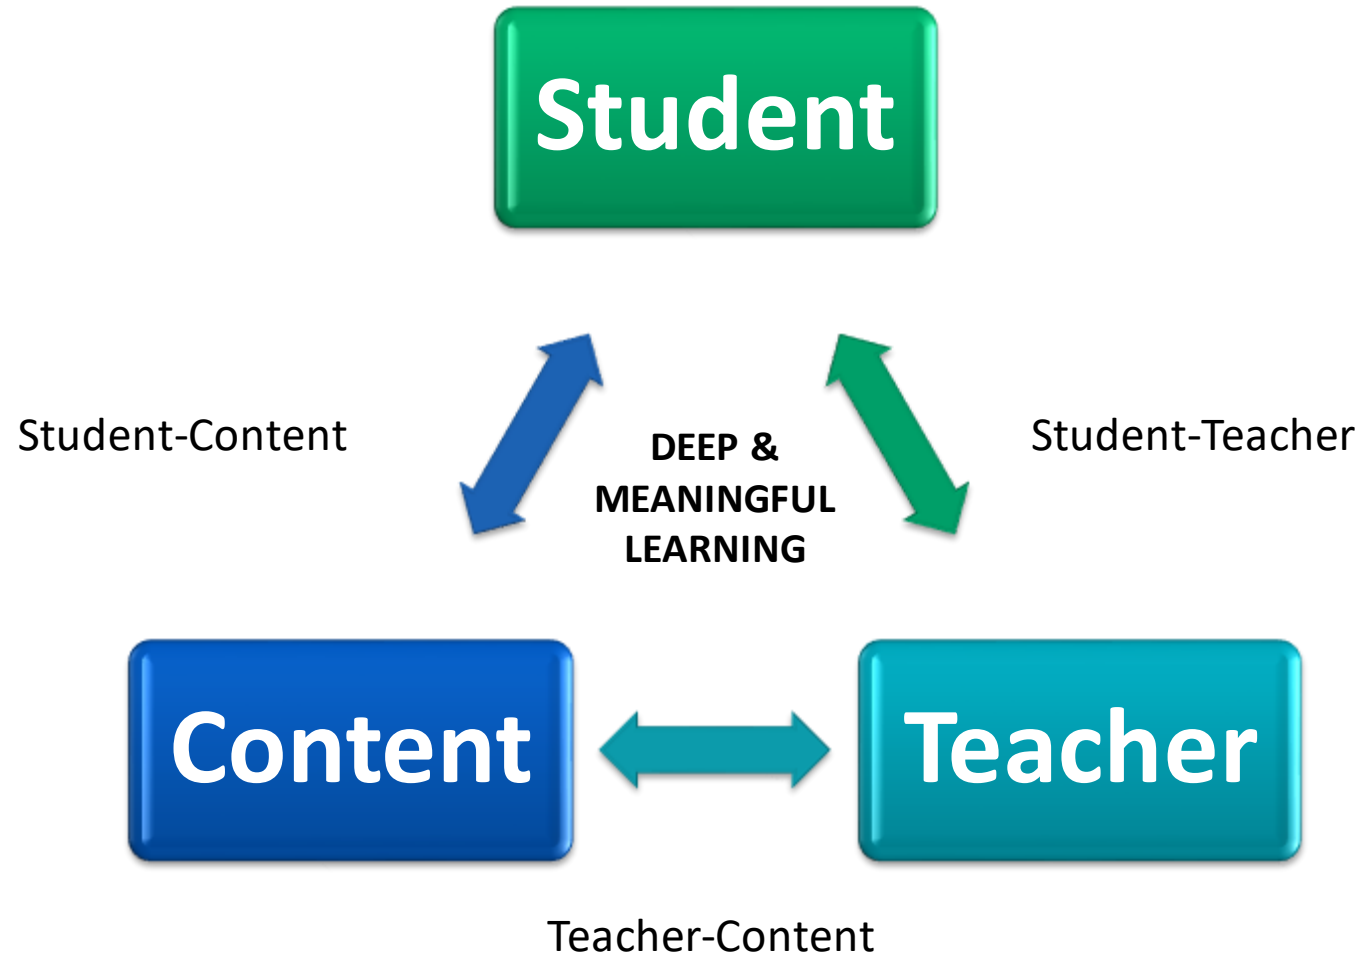 Student
Student-Content
Student-Teacher
DEEP &
MEANINGFUL
LEARNING
Content
Teacher
Teacher-Content